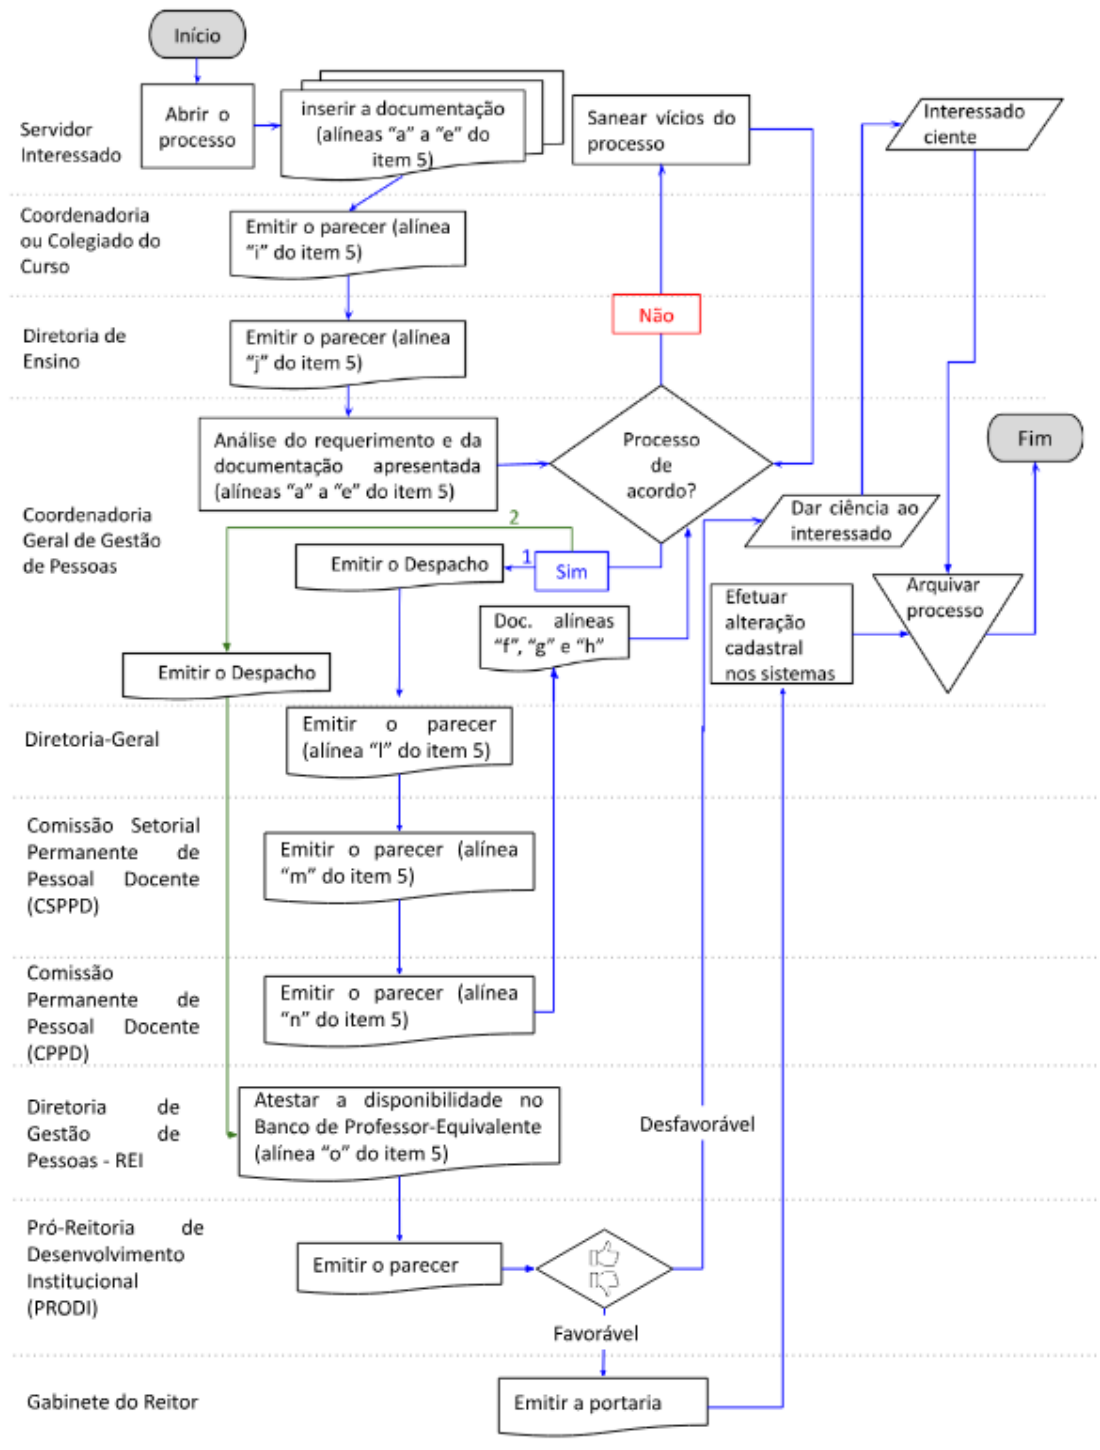 Início
Servidor
Interessado
Abrir o
processo
inserir a documentação
(alíneas “a” a “e” do
item 5)
Sanear vícios do
processo
Interessado
ciente
Coordenadoria
ou Colegiado do
Curso
Emitir o parecer (alínea
“i” do item 5)
Não
Diretoria de
Ensino
Emitir o parecer (alínea
“j” do item 5)
Coordenadoria
Geral de Gestão
de Pessoas
Análise do requerimento e da
documentação apresentada
(alíneas “a” a “e” do item 5)
Processo
de
acordo?
Fim
Dar ciência ao
interessado
2
1
Sim
Emitir o Despacho
Doc. alíneas
“f”, “g” e “h”
Efetuar
alteração
cadastral
nos sistemas
Arquivar
processo
Emitir o Despacho
Diretoria-Geral
Emitir o parecer
(alínea “l” do item 5)
Comissão Setorial
Permanente de
Pessoal Docente
(CSPPD)
Emitir o parecer (alínea
“m” do item 5)
Comissão
Permanente de
Pessoal Docente
(CPPD)
Emitir o parecer (alínea
“n” do item 5)
Diretoria de
Gestão de
Pessoas - REI
Atestar a disponibilidade no
Banco de Professor-Equivalente
(alínea “o” do item 5)
Desfavorável
Pró-Reitoria de
Desenvolvimento
Institucional
(PRODI)
Emitir o parecer
Favorável
Gabinete do Reitor
Emitir a portaria